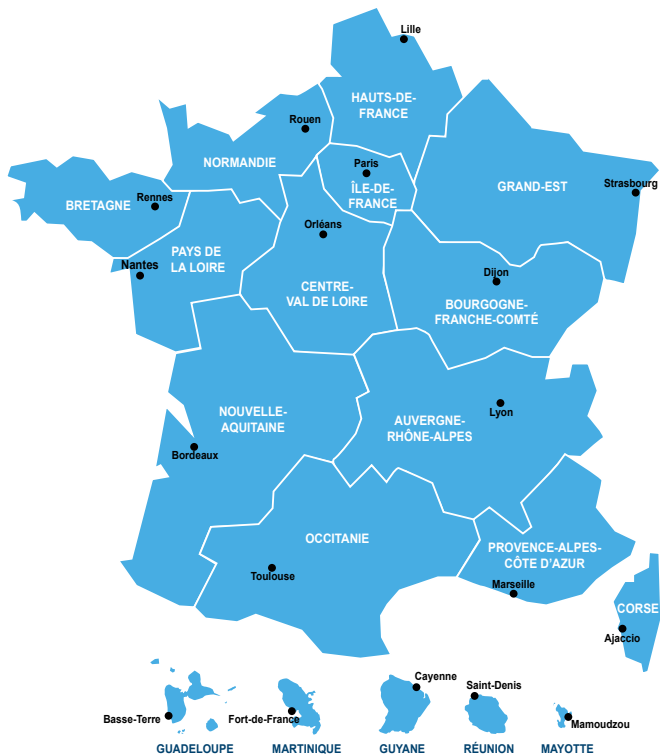 Lille
HAUTS-DE-
FRANCE
Rouen
NORMANDIE
Paris
ÎLE-DE-
FRANCE
GRAND-EST
Strasbourg
BRETAGNE
Rennes
PAYS DE
LA LOIRE
Nantes
Orléans
CENTRE-
VAL DE LOIRE
Dijon
BOURGOGNE-
FRANCHE-COMTÉ
NOUVELLE-
AQUITAINE
Bordeaux
Lyon
AUVERGNE-
RHÔNE-ALPES
OCCITANIE
Toulouse
PROVENCE-ALPES-
CÔTE D'AZUR
Marseille
CORSE
Ajaccio
Basse-Terre
GUADELOUPE
Fort-de-France
MARTINIQUE
Cayenne
GUYANE
Saint-Denis
RÉUNION
Mamoudzou
MAYOTTE